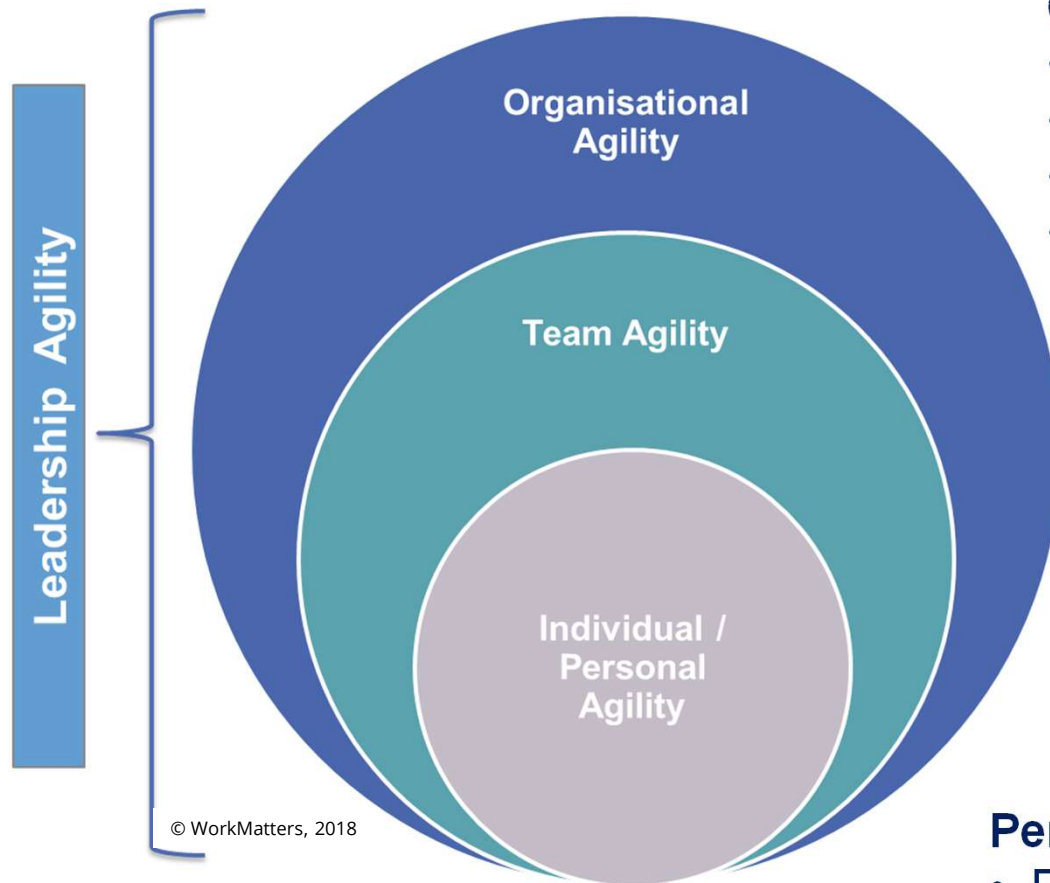 Leadership Agility
Organisational
Agility
Team Agility
Individual /
Personal
Agility
© WorkMatters, 2018